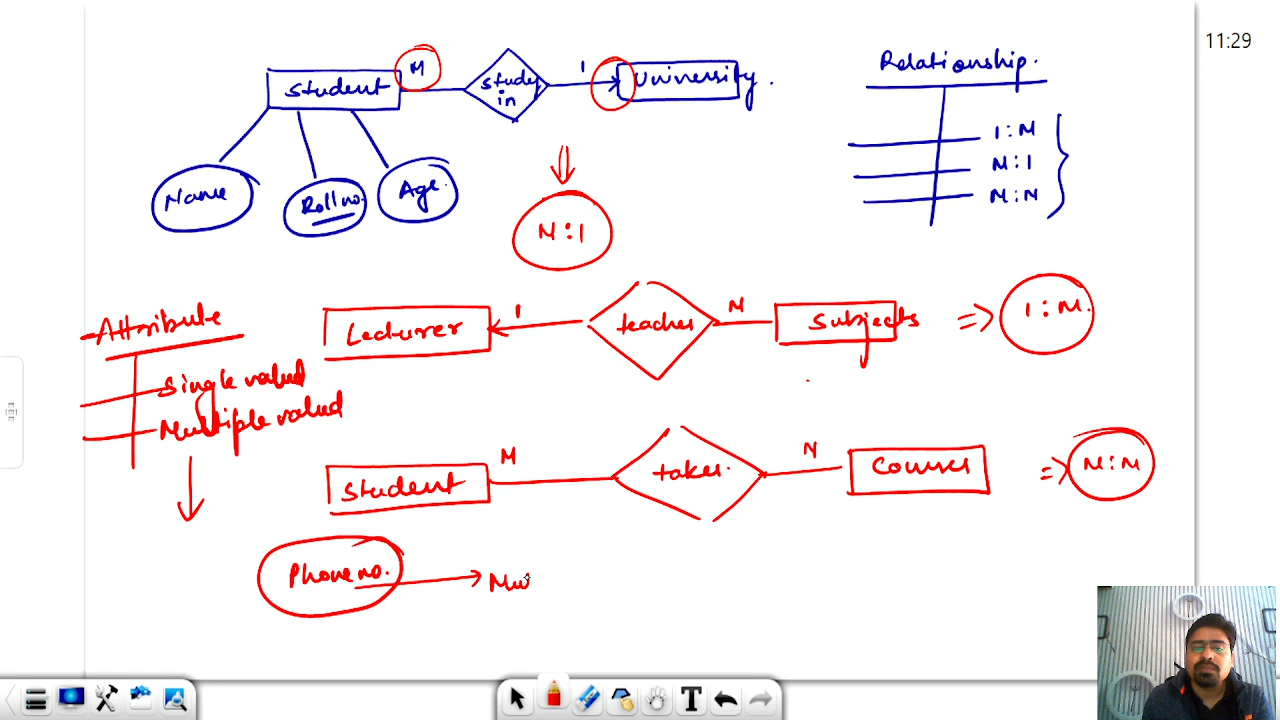 11:29
Relationship.
1:M
M:1
M:N
Student M study in 1 University.
Name Roll no. Age.
M:1
Attribute
Single valued
Multiple valued
Lecturer 1 teaches M Subjects => 1:M.
Student M takes. N Courses => M:M
Phone no. Mu
T